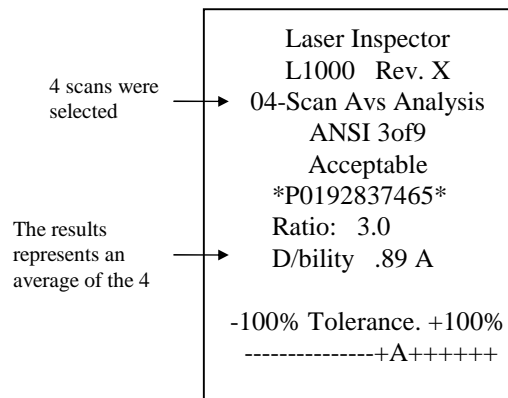 4 scans were
selected
The results
represents an
average of the 4
Laser Inspector
L1000 Rev. X
04-Scan Avs Analysis
ANSI 3of9
Acceptable
*P0192837465*
Ratio: 3.0
D/bility .89 A
-100% Tolerance. +100%
---------------+A++++++